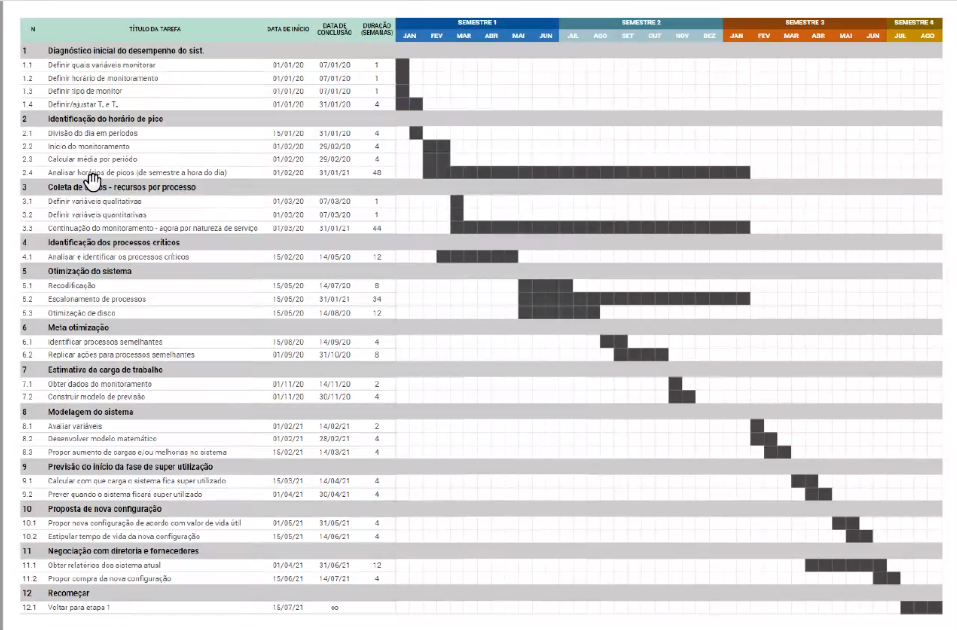 SEMESTRE 1 SEMESTRE 2 SEMESTRE 3 SEMESTRE 4
N TÍTULO DA TAREFA DATA DE INÍCIO DATA DE CONCLUSÃO DURAÇÃO (SEMANAS) JAN FEV MAR ABR MAI JUN JUL AGO SET OUT NOV DEZ JAN FEV MAR ABR MAI JUN JUL AGO
1 Diagnóstico inicial do desempenho do sist.
1.1 Definir quais variáveis monitorar 01/01/20 07/01/20 1
1.2 Definir horário de monitoramento 01/01/20 07/01/20 1
1.3 Definir tipo de monitor 01/01/20 07/01/20 1
1.4 Definir/ajustar T. e T. 01/01/20 31/01/20 4
2 Identificação do horário de pico
2.1 Divisão do dia em períodos 15/01/20 31/01/20 4
2.2 Início do monitoramento 01/02/20 29/02/20 4
2.3 Calcular média por período 01/02/20 29/02/20 4
2.4 Analisar horários de picos (de semestre a hora do dia) 01/02/20 31/01/21 48
3 Coleta de - recursos por processo
3.1 Definir variáveis qualitativas 01/03/20 07/03/20 1
3.2 Definir variáveis quantitativas 01/03/20 07/03/20 1
3.3 Continuação do monitoramento - agora por natureza de serviço 01/03/20 31/01/21 44
4 Identificação dos processos críticos
4.1 Analisar e identificar os processos críticos 15/02/20 14/05/20 12
5 Otimização do sistema
5.1 Recodificação 15/05/20 14/07/20 8
5.2 Escalonamento de processos 15/05/20 31/01/21 34
5.3 Otimização de disco 15/05/20 14/08/20 12
6 Meta otimização
6.1 Identificar processos semelhantes 15/08/20 14/09/20 4
6.2 Replicar ações para processos semelhantes 01/09/20 31/10/20 8
7 Estimativa da carga de trabalho
7.1 Obter dados do monitoramento 01/11/20 14/11/20 2
7.2 Construir modelo de previsão 01/11/20 30/11/20 4
8 Modelagem do sistema
8.1 Avaliar variáveis 01/02/21 14/02/21 2
8.2 Desenvolver modelo matemático 01/02/21 28/02/21 4
8.3 Propor aumento de cargas e/ou melhorias no sistema 15/02/21 14/03/21 4
9 Previsão do início da fase de super utilização
9.1 Calcular com que carga o sistema fica super utilizado 15/03/21 14/04/21 4
9.2 Prever quando o sistema ficará super utilizado 01/04/21 30/04/21 4
10 Proposta de nova configuração
10.1 Propor nova configuração de acordo com valor de vida útil 01/05/21 31/05/21 4
10.2 Estipular tempo de vida da nova configuração 15/05/21 14/06/21 4
11 Negociação com diretoria e fornecedores
11.1 Obter relatórios dos sistema atual 01/04/21 31/06/21 12
11.2 Propor compra da nova configuração 15/06/21 14/07/21 4
12 Recomeçar
12.1 Voltar para etapa 1 15/07/21 ∞